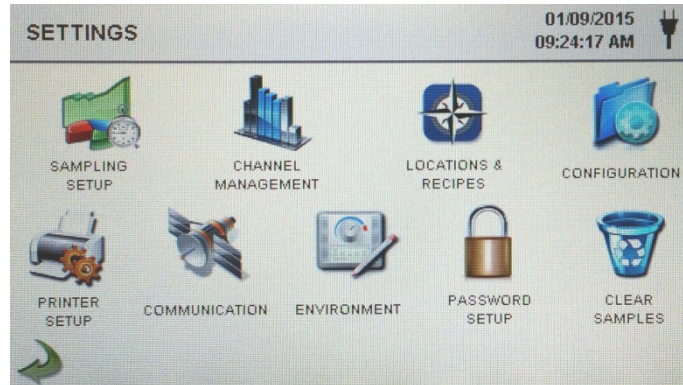 SETTINGS
01/09/2015
09:24:17 AM
SAMPLING
SETUP
CHANNEL
MANAGEMENT
LOCATIONS &
RECIPES
CONFIGURATION
PRINTER
SETUP
COMMUNICATION
ENVIRONMENT
PASSWORD
SETUP
CLEAR
SAMPLES